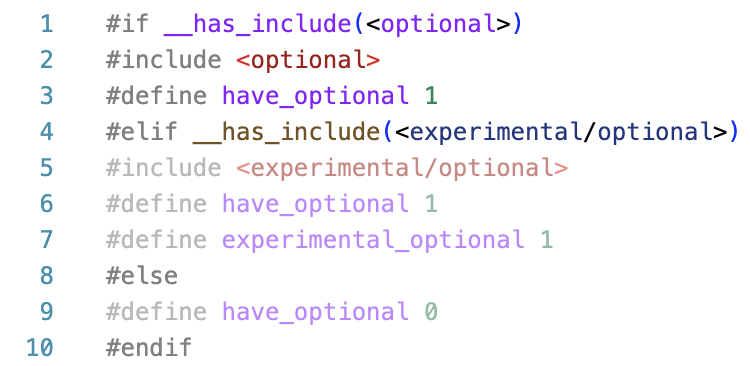 1 #if __has_include(<optional>)
2 #include <optional>
3 #define have_optional 1
4 #elif __has_include(<experimental/optional>)
5 #include <experimental/optional>
6 #define have_optional 1
7 #define experimental_optional 1
8 #else
9 #define have_optional 0
10 #endif